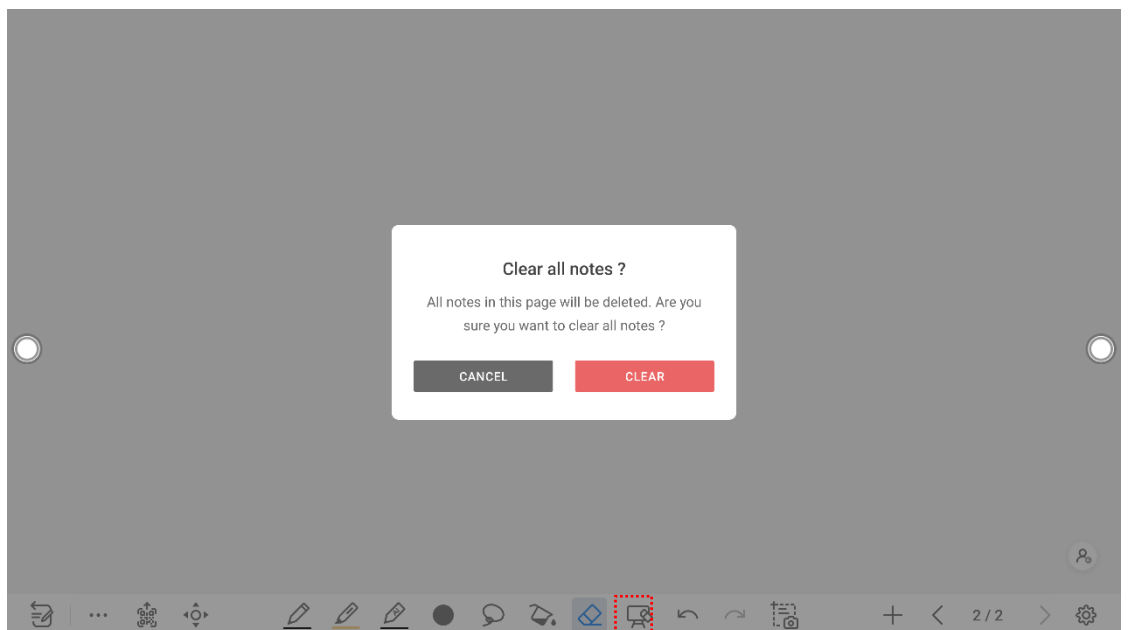 Clear all notes ?
All notes in this page will be deleted. Are you
sure you want to clear all notes ?
CANCEL CLEAR
2 / 2